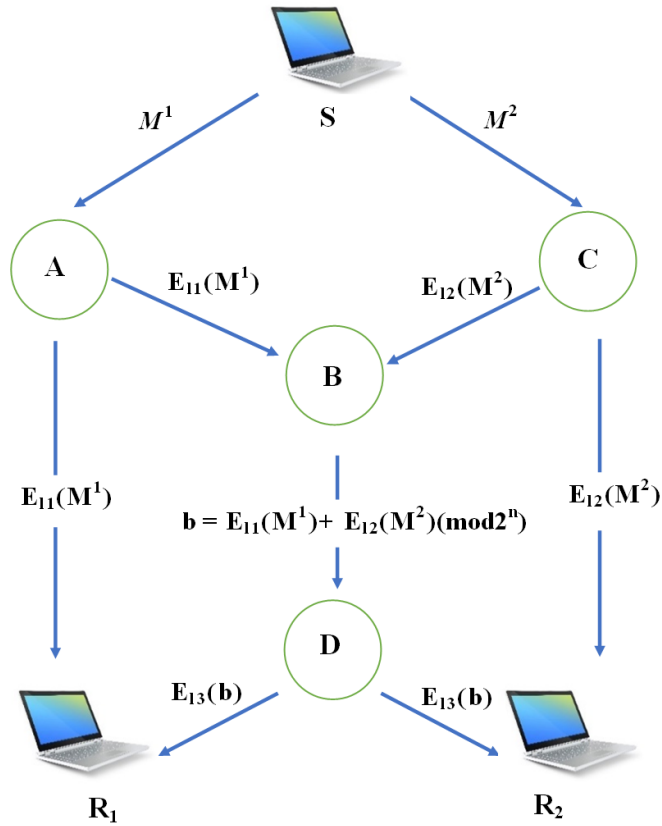 S
M¹
M²
A
C
E₁₁(M¹)
E₁₂(M²)
B
E₁₁(M¹)
E₁₂(M²)
b = E₁₁(M¹)+ E₁₂(M²)(mod2ⁿ)
D
E₁₃(b)
E₁₃(b)
R₁
R₂